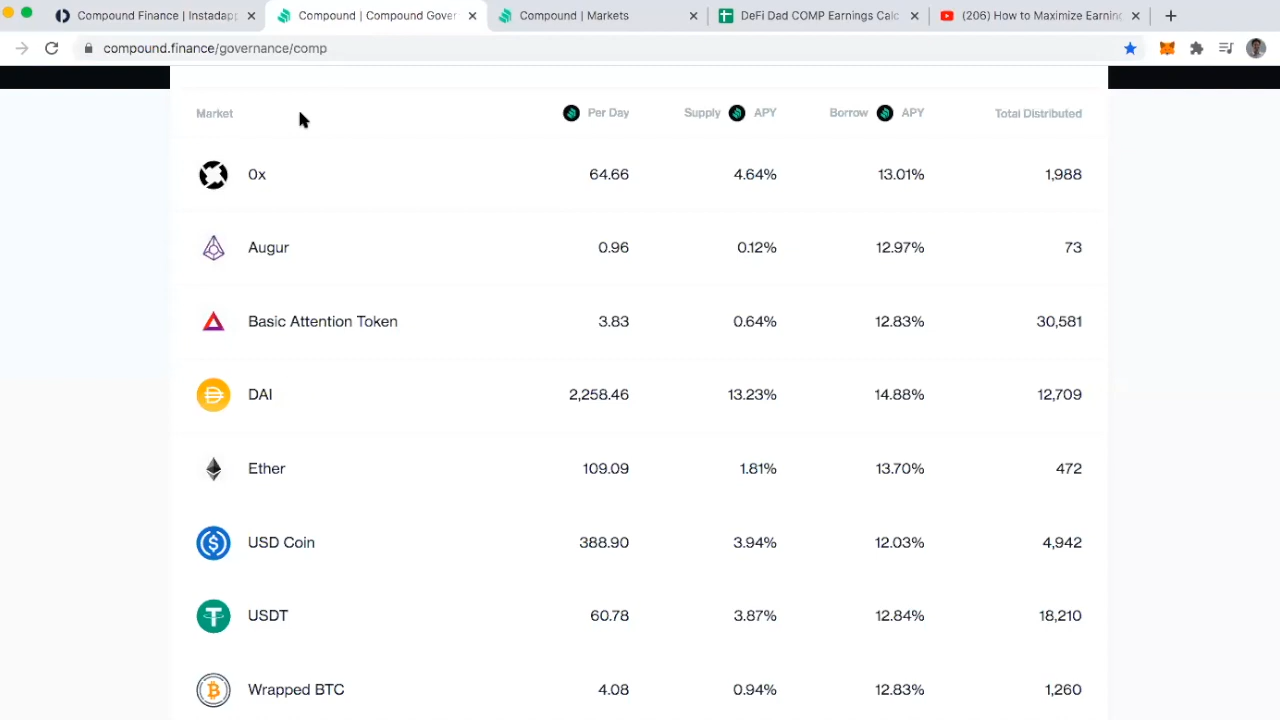 Compound Finance | Instadapp
Compound | Compound Gover
Compound | Markets
DeFi Dad COMP Earnings Calc
(206) How to Maximize Earning
compound.finance/governance/comp
Market Per Day Supply APY Borrow APY Total Distributed
0x 64.66 4.64% 13.01% 1,988
Augur 0.96 0.12% 12.97% 73
Basic Attention Token 3.83 0.64% 12.83% 30,581
DAI 2,258.46 13.23% 14.88% 12,709
Ether 109.09 1.81% 13.70% 472
USD Coin 388.90 3.94% 12.03% 4,942
USDT 60.78 3.87% 12.84% 18,210
Wrapped BTC 4.08 0.94% 12.83% 1,260